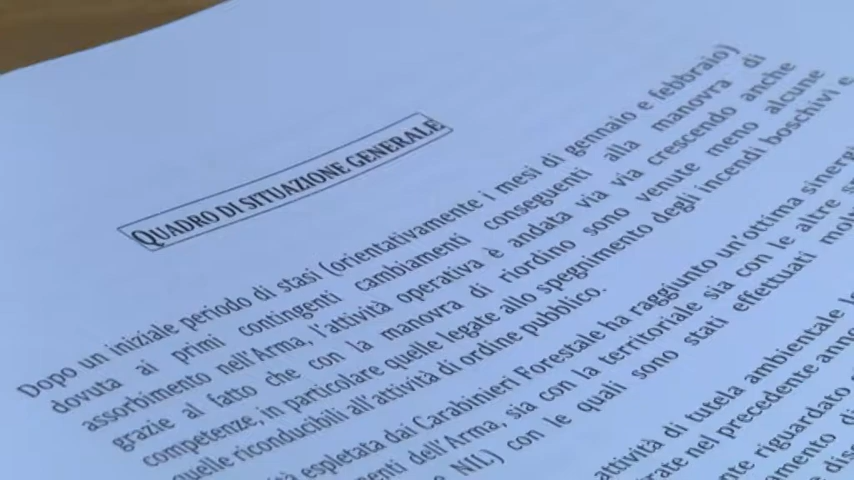 QUADRO DI SITUAZIONE GENERALE
Dopo un iniziale periodo di stasi (orientativamente i mesi di gennaio e febbraio)
dovuta ai primi contingenti cambiamenti conseguenti alla manovra di
assorbimento nell'Arma, l'attività operativa è andata via via crescendo anche
grazie al fatto che con la manovra di riordino sono venute meno alcune
competenze, in particolare quelle legate allo spegnimento degli incendi boschivi e
quelle riconducibili all'attività di ordine pubblico.
espletata dai Carabinieri Forestale ha raggiunto un'ottima
dell'Arma, sia con la territoriale sia con le altre
NIL) con le quali sono stati effettuati
attività di tutela ambientale
nel precedente
riguardato